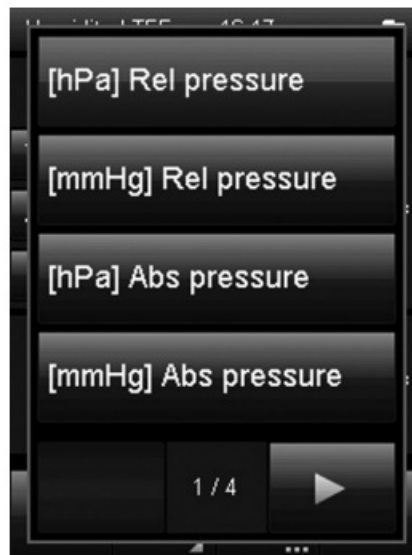 [hPa] Rel pressure
[mmHg] Rel pressure
[hPa] Abs pressure
[mmHg] Abs pressure
1 / 4